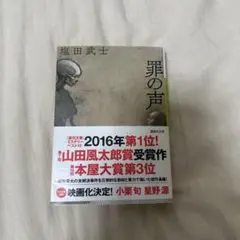 塩田武士
罪の声
2016年第1位!
山田風太郎賞受賞作
本屋大賞第3位
映画化決定! 小栗旬 星野源